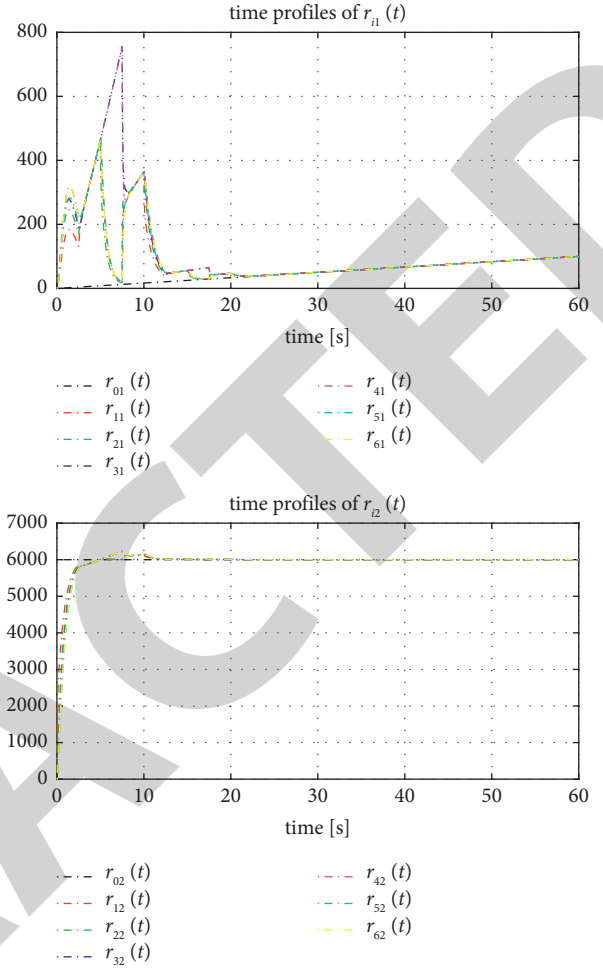 time profiles of r_{i1} (t)
800
600
400
200
0
0 10 20 30 40 50 60
time [s]
r_{01} (t) r_{41} (t)
r_{11} (t) r_{51} (t)
r_{21} (t) r_{61} (t)
r_{31} (t)
time profiles of r_{i2} (t)
7000
6000
5000
4000
3000
2000
1000
0
0 10 20 30 40 50 60
time [s]
r_{02} (t) r_{42} (t)
r_{12} (t) r_{52} (t)
r_{22} (t) r_{62} (t)
r_{32} (t)
ACTED